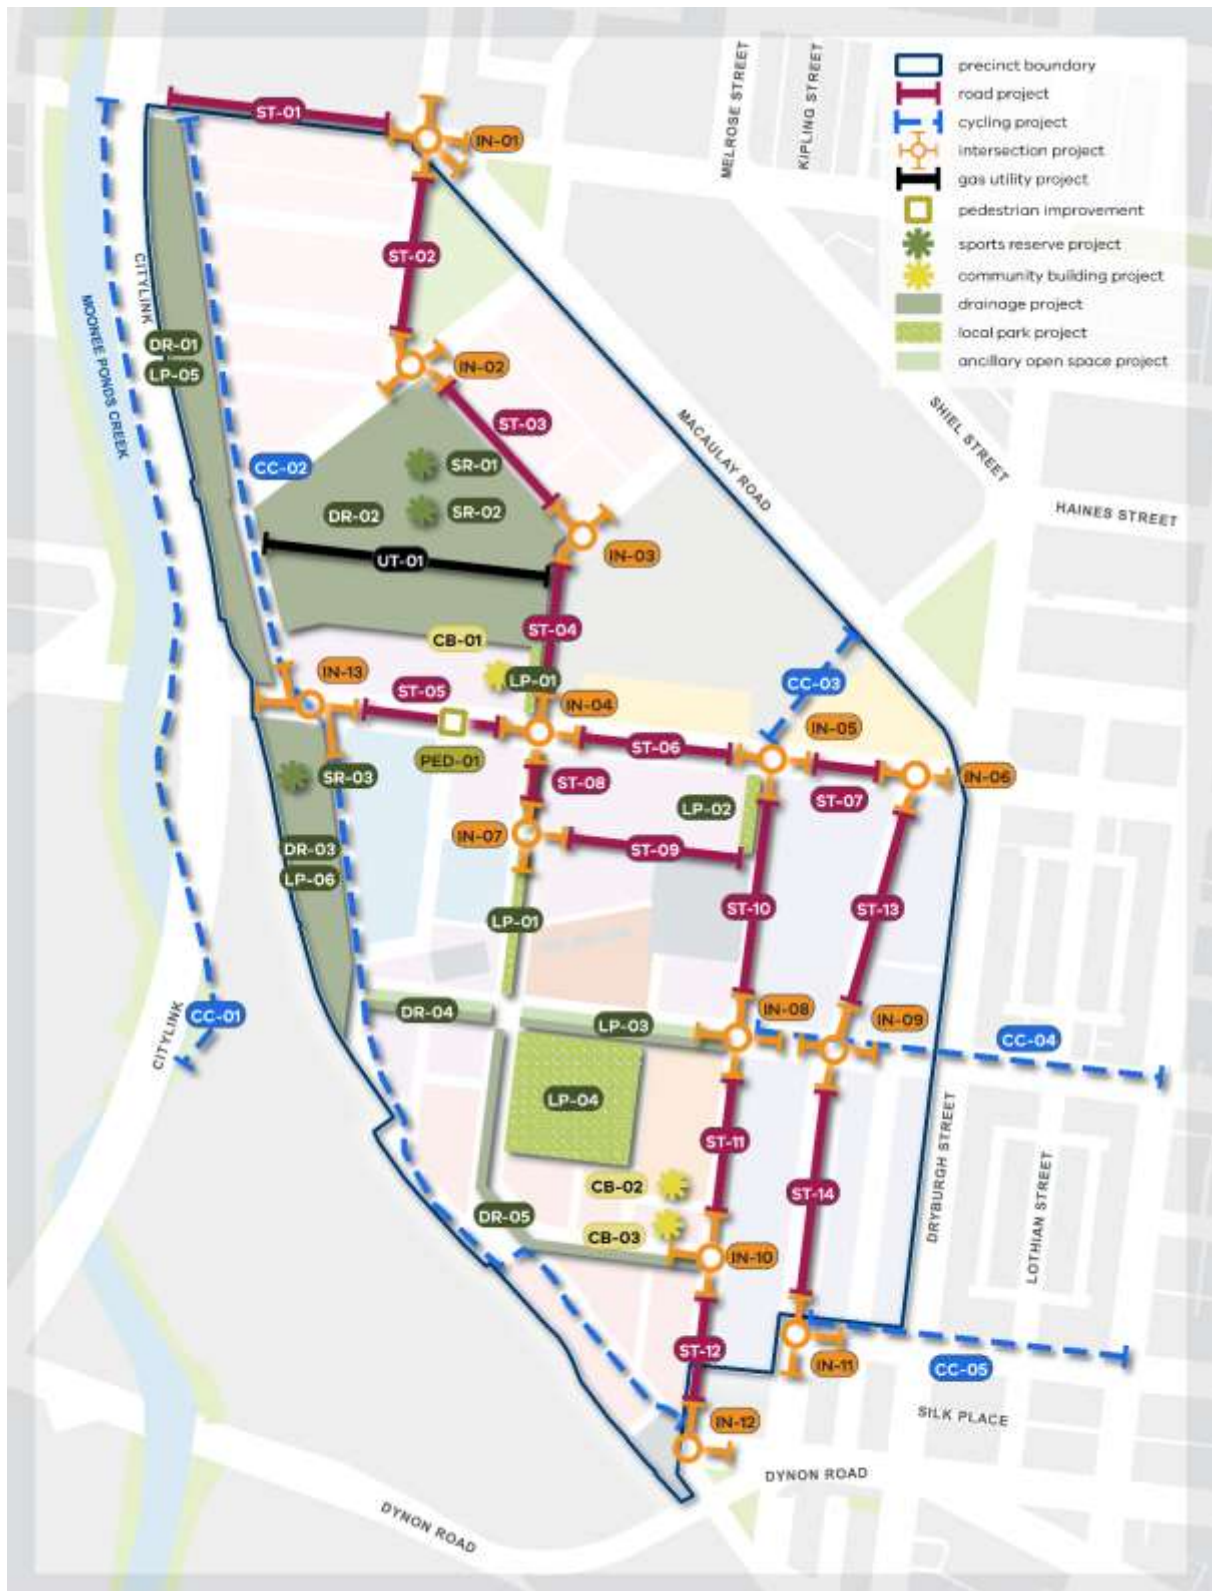 precinct boundary
road project
cycling project
intersection project
gas utility project
pedestrian improvement
sports reserve project
community building project
drainage project
local park project
ancillary open space project
MELROSE STREET
KIPLING STREET
ST-01
IN-01
ST-02
CITYLINK
MOONEE PONDS CREEK
DR-01
LP-05
IN-02
ST-03
SHIEL STREET
MACAULAY ROAD
CC-02
SR-01
SR-02
DR-02
HAINES STREET
UT-01
IN-03
ST-04
CB-01
IN-13
LP-01
CC-03
ST-05
IN-04
IN-05
ST-06
PED-01
SR-03
ST-08
ST-07
IN-06
LP-02
IN-07
ST-09
DR-03
LP-06
LP-01
ST-10
ST-13
CITYLINK
CC-01
DR-04
LP-03
IN-08
IN-09
CC-04
LP-04
ST-11
DRYBURGH STREET
LOTHIAN STREET
CB-02
ST-14
DR-05
CB-03
IN-10
ST-12
IN-11
CC-05
IN-12
SILK PLACE
DYNON ROAD
DYNON ROAD